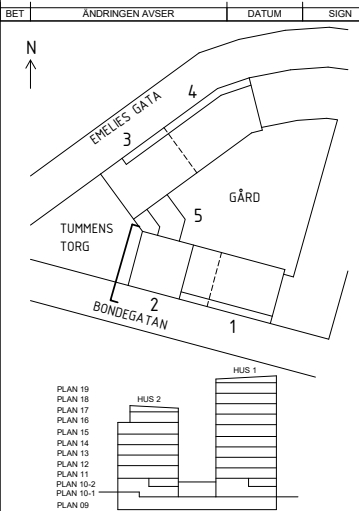 BET ÄNDRINGEN AVSER DATUM SIGN
N
EMELIES GATA
4
3
GÅRD
5
TUMMENS
TORG
2
BONDEGATAN
1
HUS 1
HUS 2
PLAN 19
PLAN 18
PLAN 17
PLAN 16
PLAN 15
PLAN 14
PLAN 13
PLAN 12
PLAN 11
PLAN 10-2
PLAN 10-1
PLAN 09